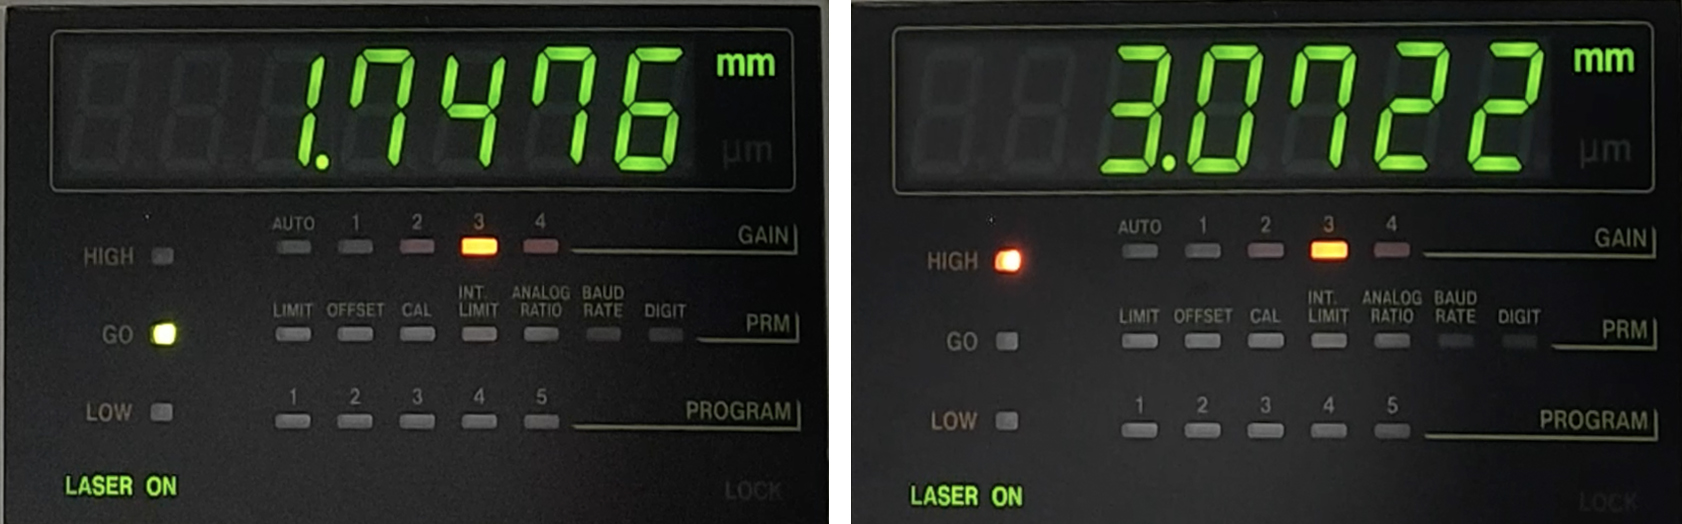 1.7476 mm
µm
AUTO 1 2 3 4 GAIN
HIGH
INT. ANALOG BAUD
LIMIT OFFSET CAL LIMIT RATIO RATE DIGIT PRM
GO
1 2 3 4 5 PROGRAM
LOW
LASER ON LOCK
3.0722 mm
µm
AUTO 1 2 3 4 GAIN
HIGH
INT. ANALOG BAUD
LIMIT OFFSET CAL LIMIT RATIO RATE DIGIT PRM
GO
1 2 3 4 5 PROGRAM
LOW
LASER ON LOCK